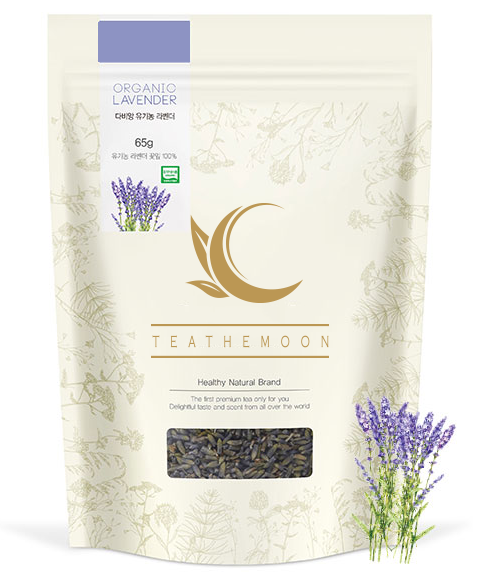 ORGANIC
LAVENDER
다비앙 유기농 라벤더
65g
유기농 라벤더 꽃잎 100%
TEATHEMOON
Healthy Natural Brand
The first premium tea only for you
Delightful taste and scent from all over the world